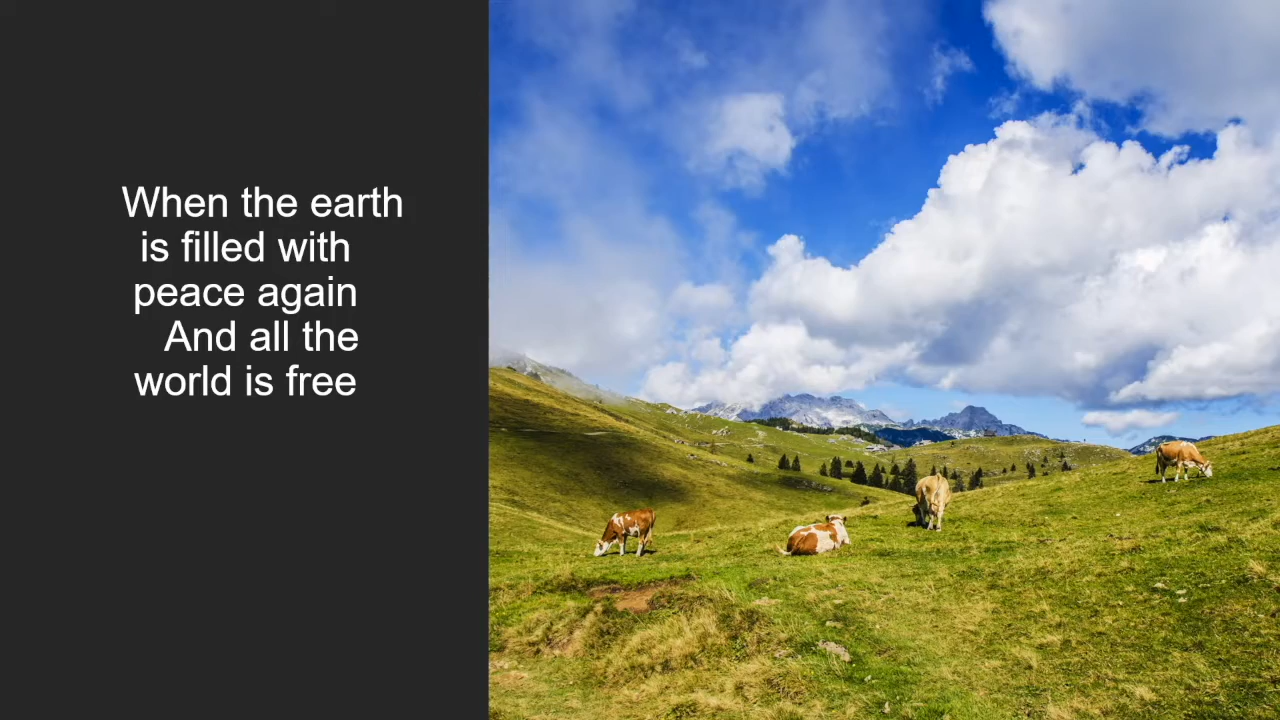 When the earth
is filled with
peace again
And all the
world is free